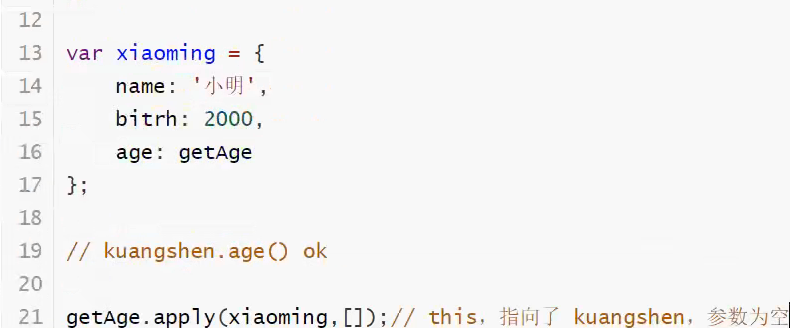 12
13 var xiaoming = {
14     name: '小明',
15     bitrh: 2000,
16     age: getAge
17 };
18
19 // kuangshen.age() ok
20
21 getAge.apply(xiaoming,[]);// this，指向了 kuangshen，参数为空